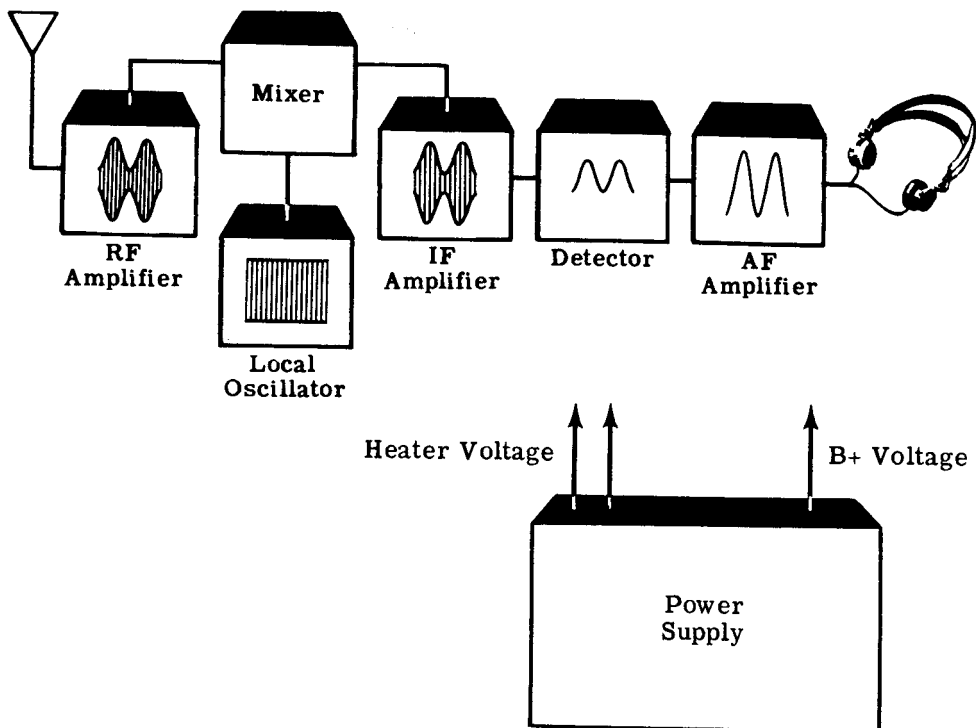 Mixer
RF
Amplifier
IF
Amplifier
Detector
AF
Amplifier
Local
Oscillator
Heater Voltage
B+ Voltage
Power
Supply